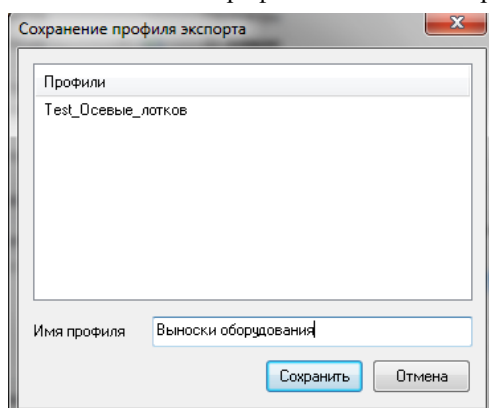 Сохранение профиля экспорта
Профили
Test_Осевые_лотков
Имя профиля Выноски оборудования
Сохранить Отмена